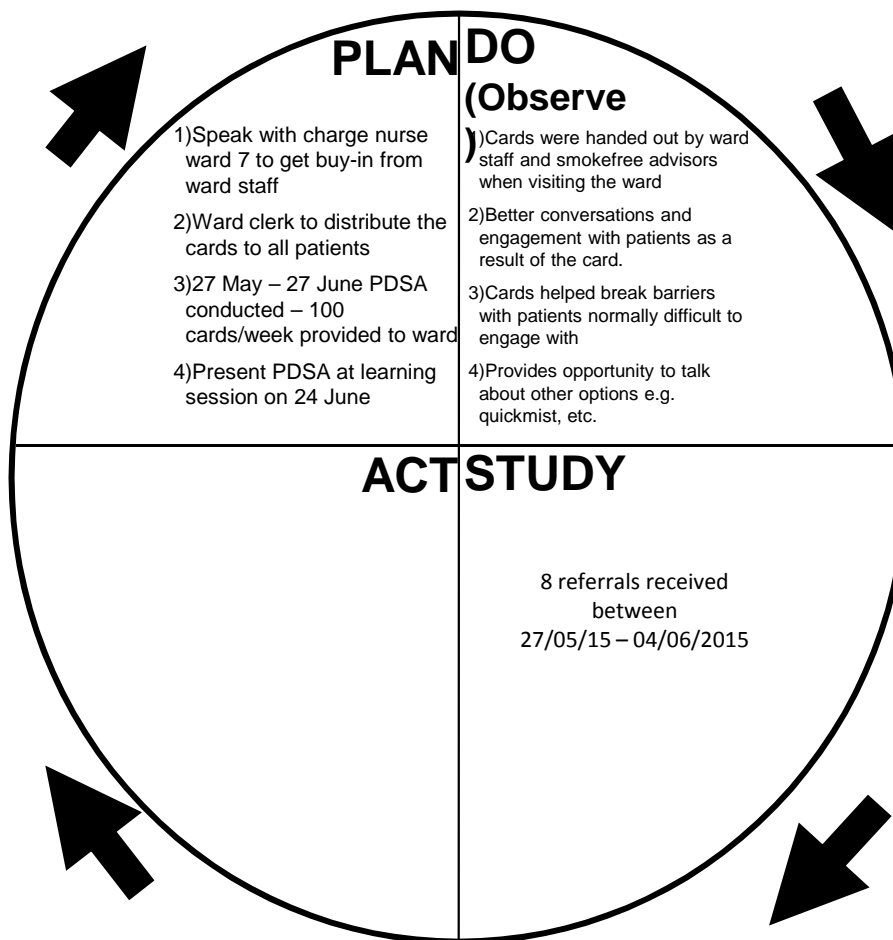 PLAN
1)Speak with charge nurse
ward 7 to get buy-in from
ward staff
2)Ward clerk to distribute the
cards to all patients
3)27 May – 27 June PDSA
conducted – 100
cards/week provided to ward
4)Present PDSA at learning
session on 24 June
DO
(Observe
)
1)Cards were handed out by ward
staff and smokefree advisors
when visiting the ward
2)Better conversations and
engagement with patients as a
result of the card.
3)Cards helped break barriers
with patients normally difficult to
engage with
4)Provides opportunity to talk
about other options e.g.
quickmist, etc.
ACT
STUDY
8 referrals received
between
27/05/15 – 04/06/2015